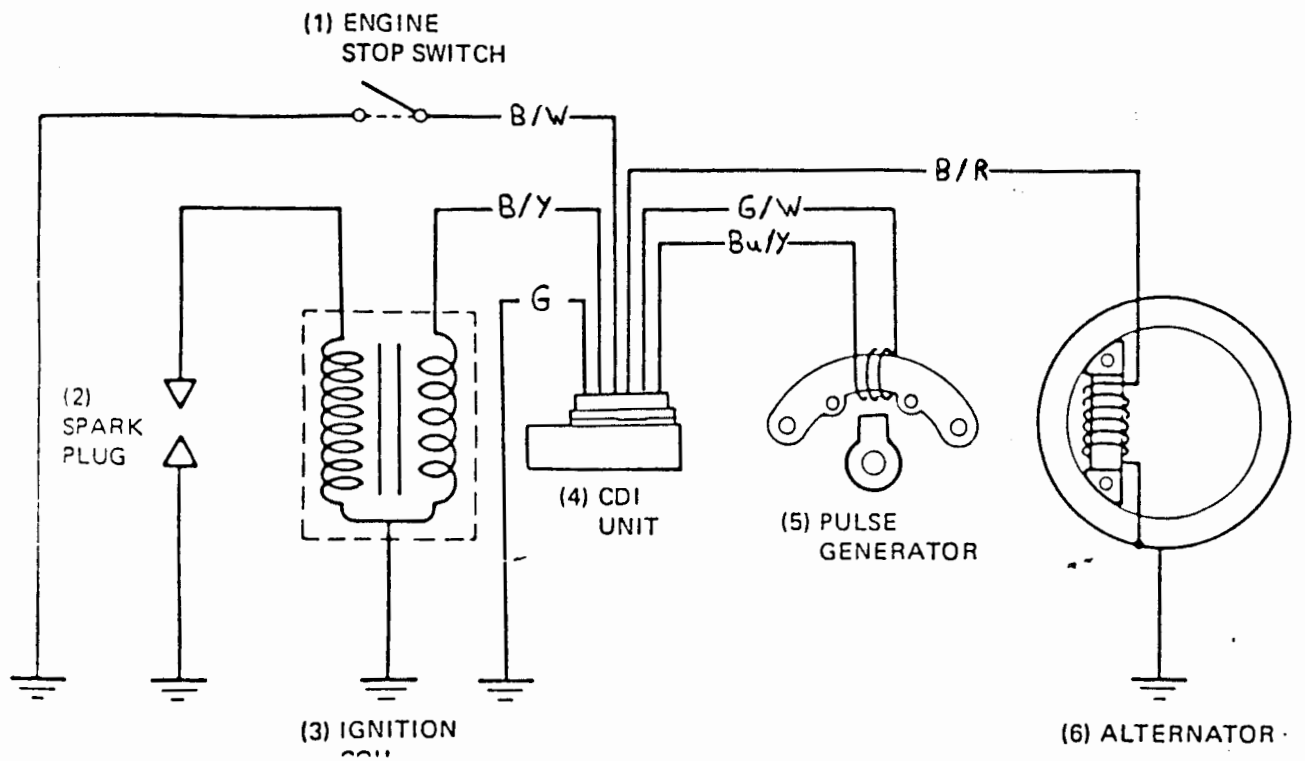 (1) ENGINE
STOP SWITCH
B/W
B/R
B/Y
G/W
Bu/Y
G
(2)
SPARK
PLUG
(4) CDI
UNIT
(5) PULSE
GENERATOR
(3) IGNITION
(6) ALTERNATOR